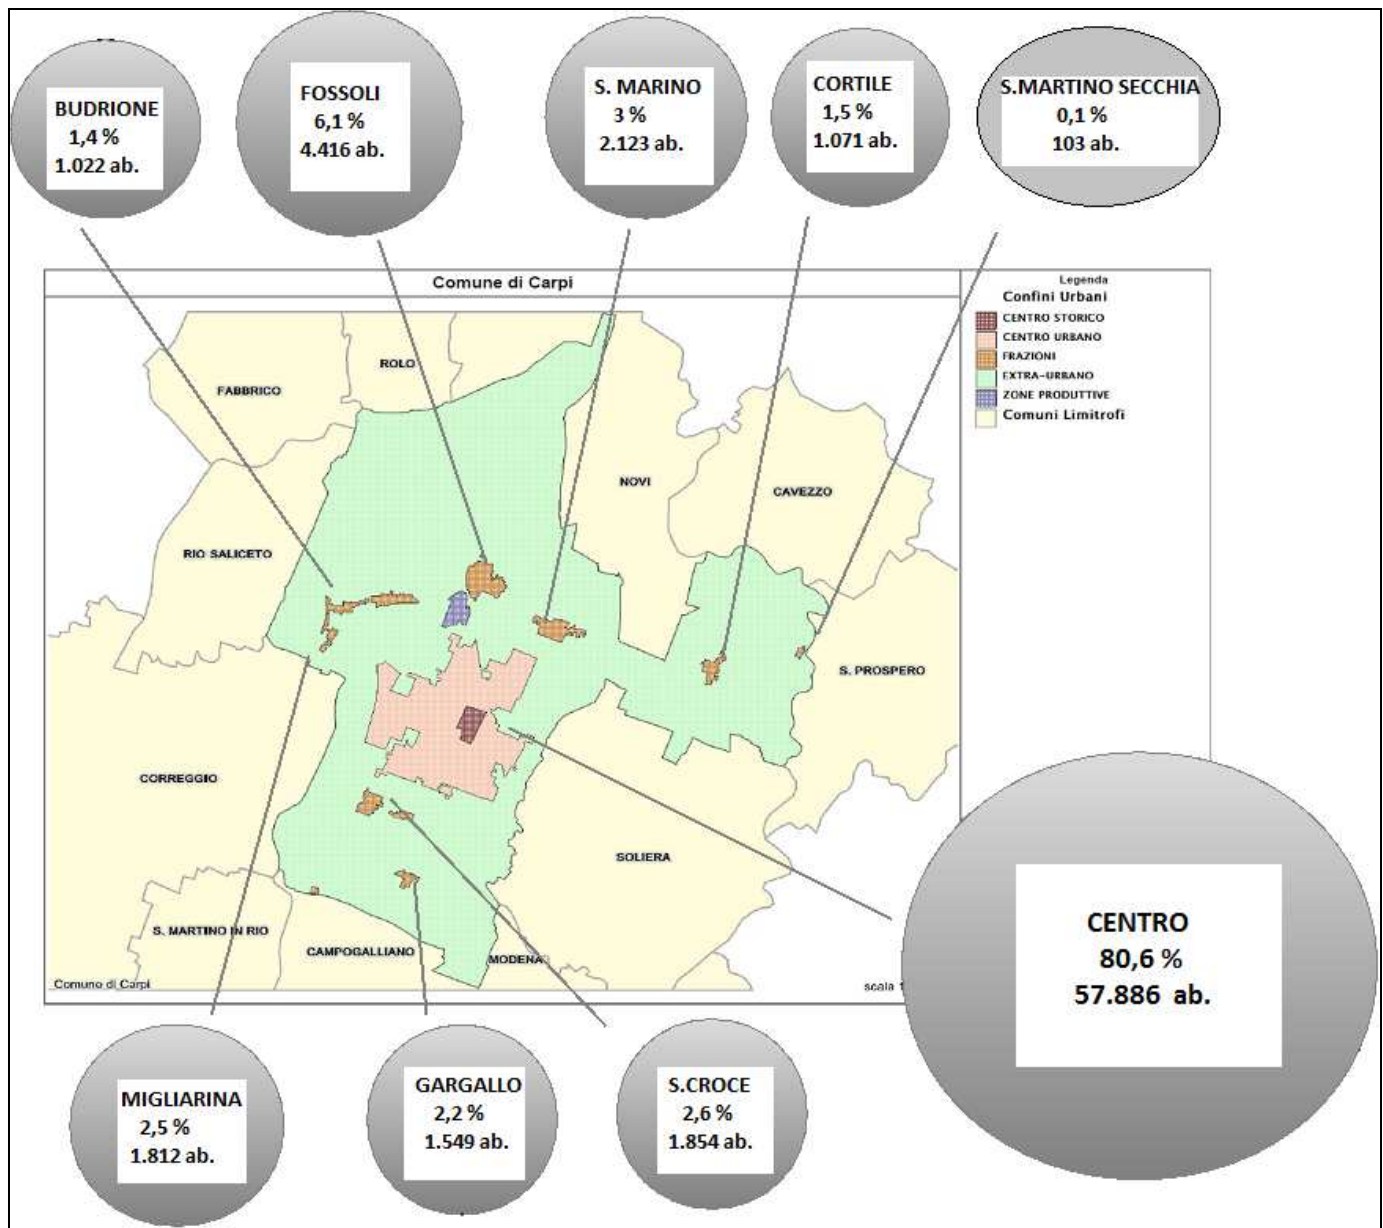 BUDRIONE
1,4 %
1.022 ab.
FOSSOLI
6,1 %
4.416 ab.
S. MARINO
3 %
2.123 ab.
CORTILE
1,5 %
1.071 ab.
S.MARTINO SECCHIA
0,1 %
103 ab.
Comune di Carpi
Legenda
Confini Urbani
CENTRO STORICO
CENTRO URBANO
FRAZIONI
EXTRA-URBANO
ZONE PRODUTTIVE
Comuni Limitrofi
ROLO
FABBRICO
NOVI
CAVEZZO
RIO SALICETO
S. PROSPERO
CORREGGIO
SOLIERA
S. MARTINO IN RIO
CAMPOGALLIANO
MODENA
Comune di Carpi
scala 1
CENTRO
80,6 %
57.886 ab.
MIGLIARINA
2,5 %
1.812 ab.
GARGALLO
2,2 %
1.549 ab.
S.CROCE
2,6 %
1.854 ab.